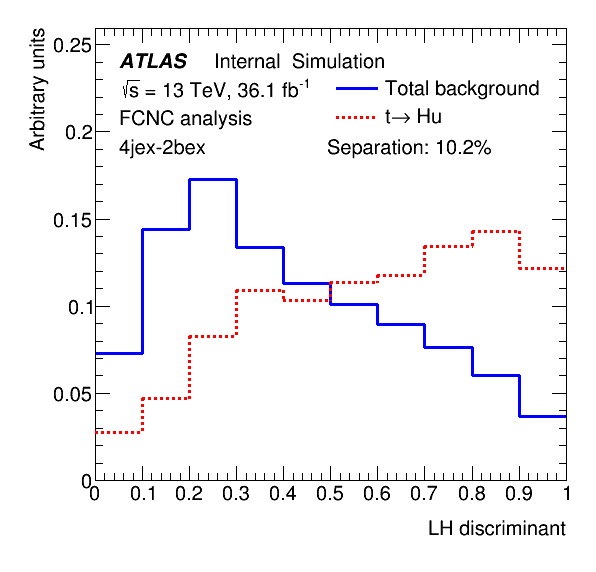 Arbitrary units
0.25
0.2
0.15
0.1
0.05
0
ATLAS Internal Simulation
√s = 13 TeV, 36.1 fb⁻¹
FCNC analysis
4jex-2bex
Total background
t→ Hu
Separation: 10.2%
0 0.1 0.2 0.3 0.4 0.5 0.6 0.7 0.8 0.9 1
LH discriminant